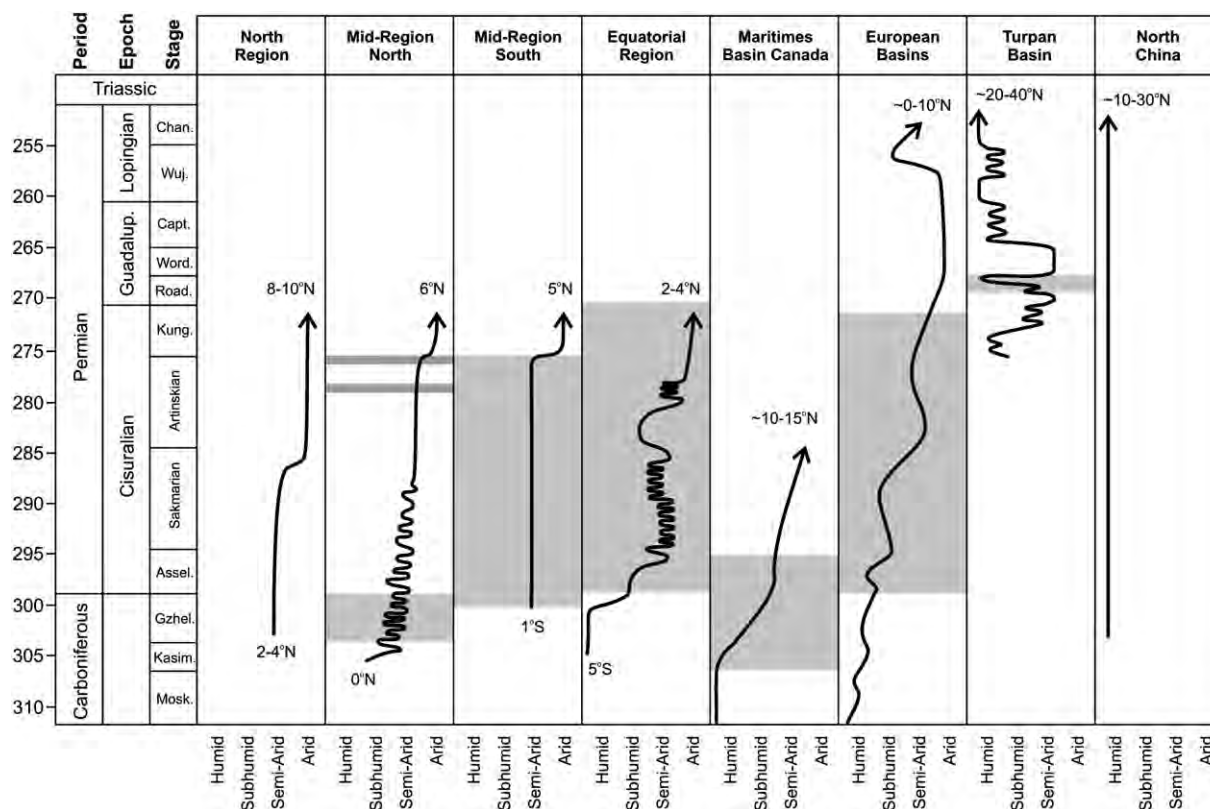 Period
Epoch
Stage
North
Region
Mid-Region
North
Mid-Region
South
Equatorial
Region
Maritimes
Basin Canada
European
Basins
Turpan
Basin
North
China
Triassic
255
260
265
270
275
280
285
290
295
300
305
310
Permian
Carboniferous
Lopingian
Guadalup.
Cisuralian
Chan.
Wuj.
Capt.
Word.
Road.
Kung.
Artinskian
Sakmarian
Assel.
Gzhel.
Kasim.
Mosk.
8-10°N
2-4°N
6°N
0°N
5°N
1°S
2-4°N
5°S
~10-15°N
~0-10°N
~20-40°N
~10-30°N
Humid
Subhumid
Semi-Arid
Arid
Humid
Subhumid
Semi-Arid
Arid
Humid
Subhumid
Semi-Arid
Arid
Humid
Subhumid
Semi-Arid
Arid
Humid
Subhumid
Semi-Arid
Arid
Humid
Subhumid
Semi-Arid
Arid
Humid
Subhumid
Semi-Arid
Arid
Humid
Subhumid
Semi-Arid
Arid